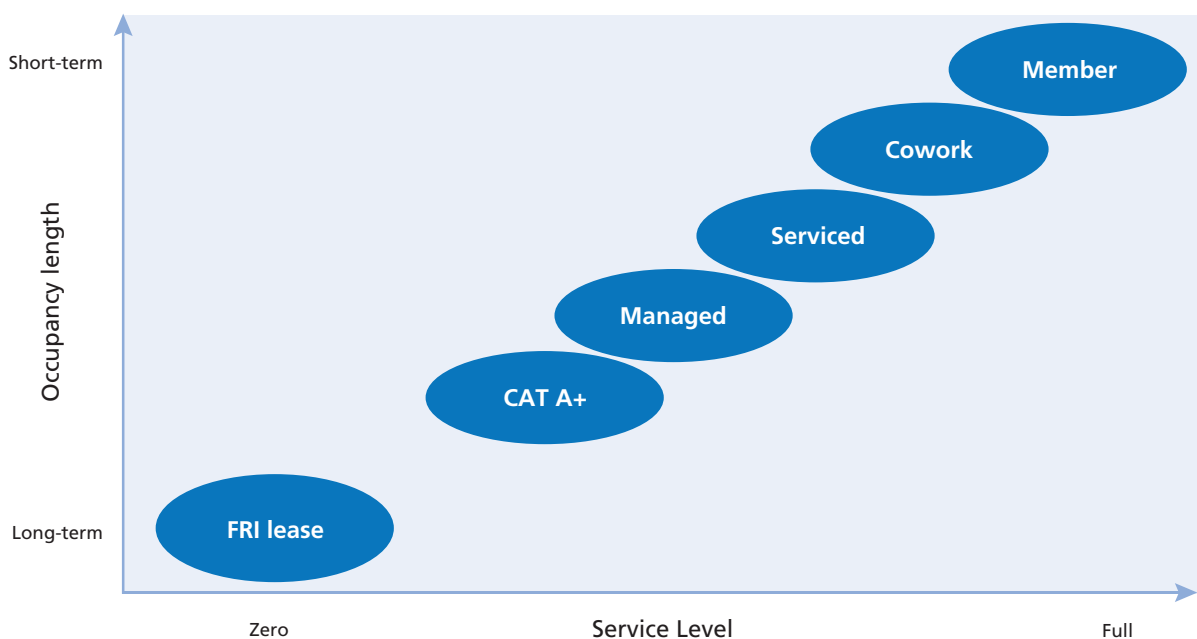 Short-term
Member
Cowork
Serviced
Occupancy length
Managed
CAT A+
FRI lease
Long-term
Zero
Service Level
Full